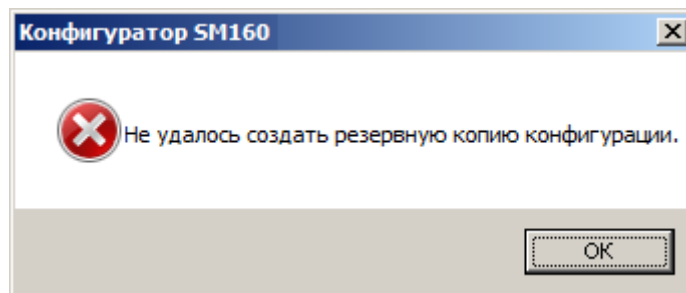 Конфигуратор SM160
Не удалось создать резервную копию конфигурации.
OK